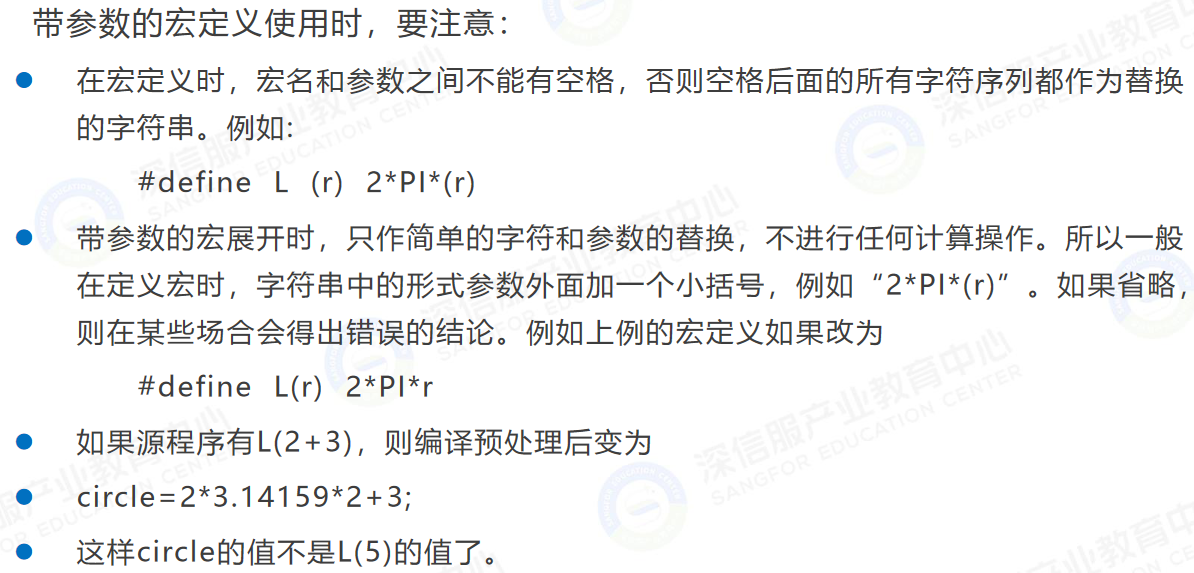 带参数的宏定义使用时，要注意：
在宏定义时，宏名和参数之间不能有空格，否则空格后面的所有字符序列都作为替换
的字符串。例如:
#define L (r) 2*PI*(r)
带参数的宏展开时，只作简单的字符和参数的替换，不进行任何计算操作。所以一般
在定义宏时，字符串中的形式参数外面加一个小括号，例如“2*PI*(r)”。如果省略，
则在某些场合会得出错误的结论。例如上例的宏定义如果改为
#define L(r) 2*PI*r
如果源程序有L(2+3)，则编译预处理后变为
circle=2*3.14159*2+3;
这样circle的值不是L(5)的值了。
深信服产业教育中心
SANGFOR EDUCATION CENTER